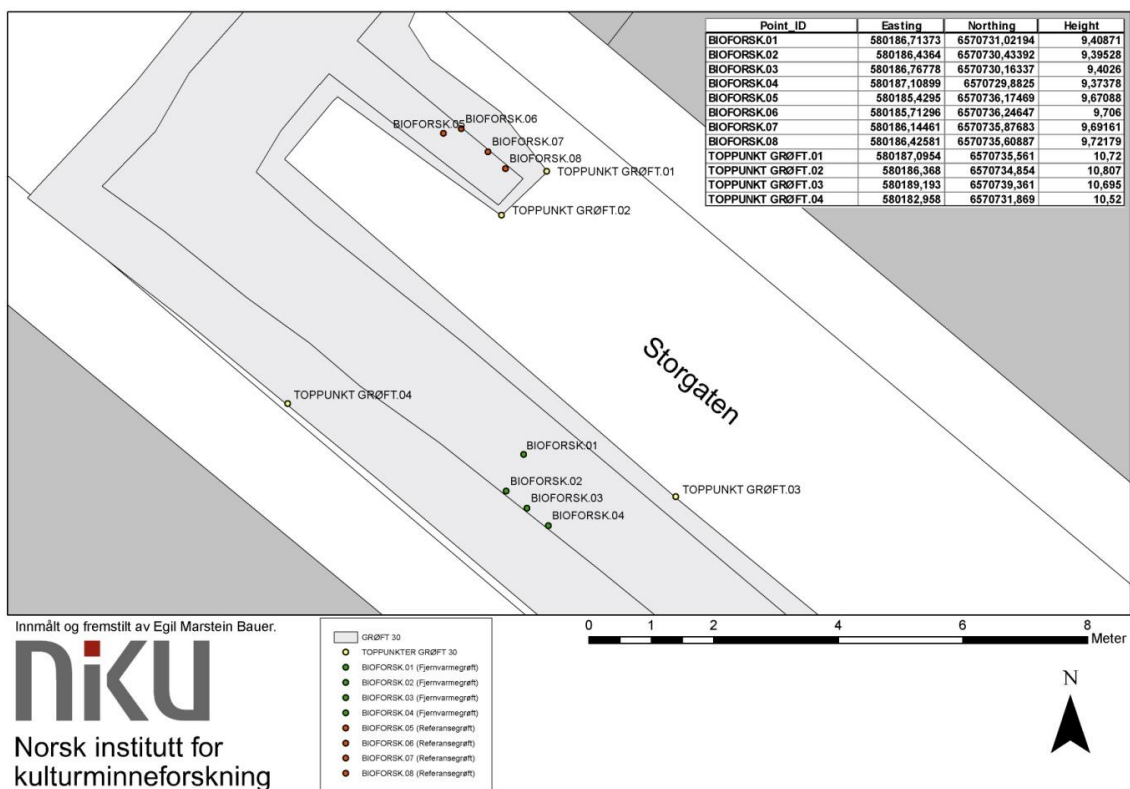 Point_ID Easting Northing Height
BIOFORSK.01 580186,71373 6570731,02194 9,40871
BIOFORSK.02 580186,4364 6570730,43392 9,39528
BIOFORSK.03 580186,76778 6570730,16337 9,4026
BIOFORSK.04 580187,10899 6570729,8825 9,37378
BIOFORSK.05 580185,4295 6570736,17469 9,67088
BIOFORSK.06 580185,71296 6570736,24647 9,706
BIOFORSK.07 580186,14461 6570735,87683 9,69161
BIOFORSK.08 580186,42581 6570735,60887 9,72179
TOPPUNKT GRØFT.01 580187,0954 6570735,561 10,72
TOPPUNKT GRØFT.02 580186,368 6570734,854 10,807
TOPPUNKT GRØFT.03 580189,193 6570739,361 10,695
TOPPUNKT GRØFT.04 580182,958 6570731,869 10,52
BIOFORSK.06
BIOFORSK.05
BIOFORSK.07
BIOFORSK.08
TOPPUNKT GRØFT.01
TOPPUNKT GRØFT.02
Storgaten
TOPPUNKT GRØFT.04
BIOFORSK.01
BIOFORSK.02
TOPPUNKT GRØFT.03
BIOFORSK.03
BIOFORSK.04
Innmålt og fremstilt av Egil Marstein Bauer.
niku
Norsk institutt for
kulturminneforskning
GRØFT 30
TOPPUNKTER GRØFT 30
BIOFORSK.01 (Fjernvarmegrøft)
BIOFORSK.02 (Fjernvarmegrøft)
BIOFORSK.03 (Fjernvarmegrøft)
BIOFORSK.04 (Fjernvarmegrøft)
BIOFORSK.05 (Referansegrøft)
BIOFORSK.06 (Referansegrøft)
BIOFORSK.07 (Referansegrøft)
BIOFORSK.08 (Referansegrøft)
0 1 2 4 6 8
Meter
N